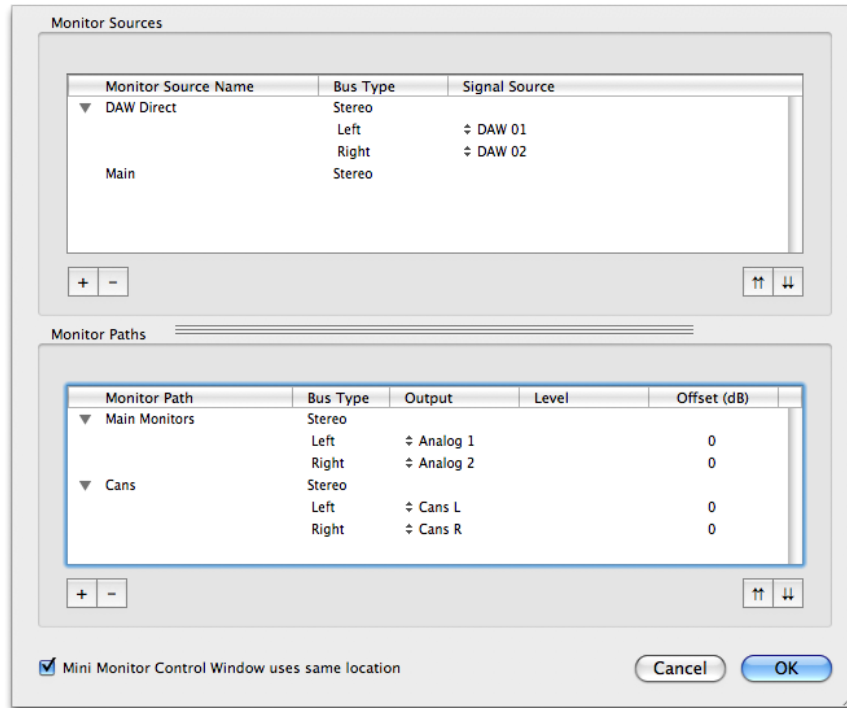 Monitor Sources
Monitor Source Name Bus Type Signal Source
DAW Direct Stereo
Left DAW 01
Right DAW 02
Main Stereo
+ -
Monitor Paths
Monitor Path Bus Type Output Level Offset (dB)
Main Monitors Stereo
Left Analog 1 0
Right Analog 2 0
Cans Stereo
Left Cans L 0
Right Cans R 0
+ -
Mini Monitor Control Window uses same location
Cancel OK